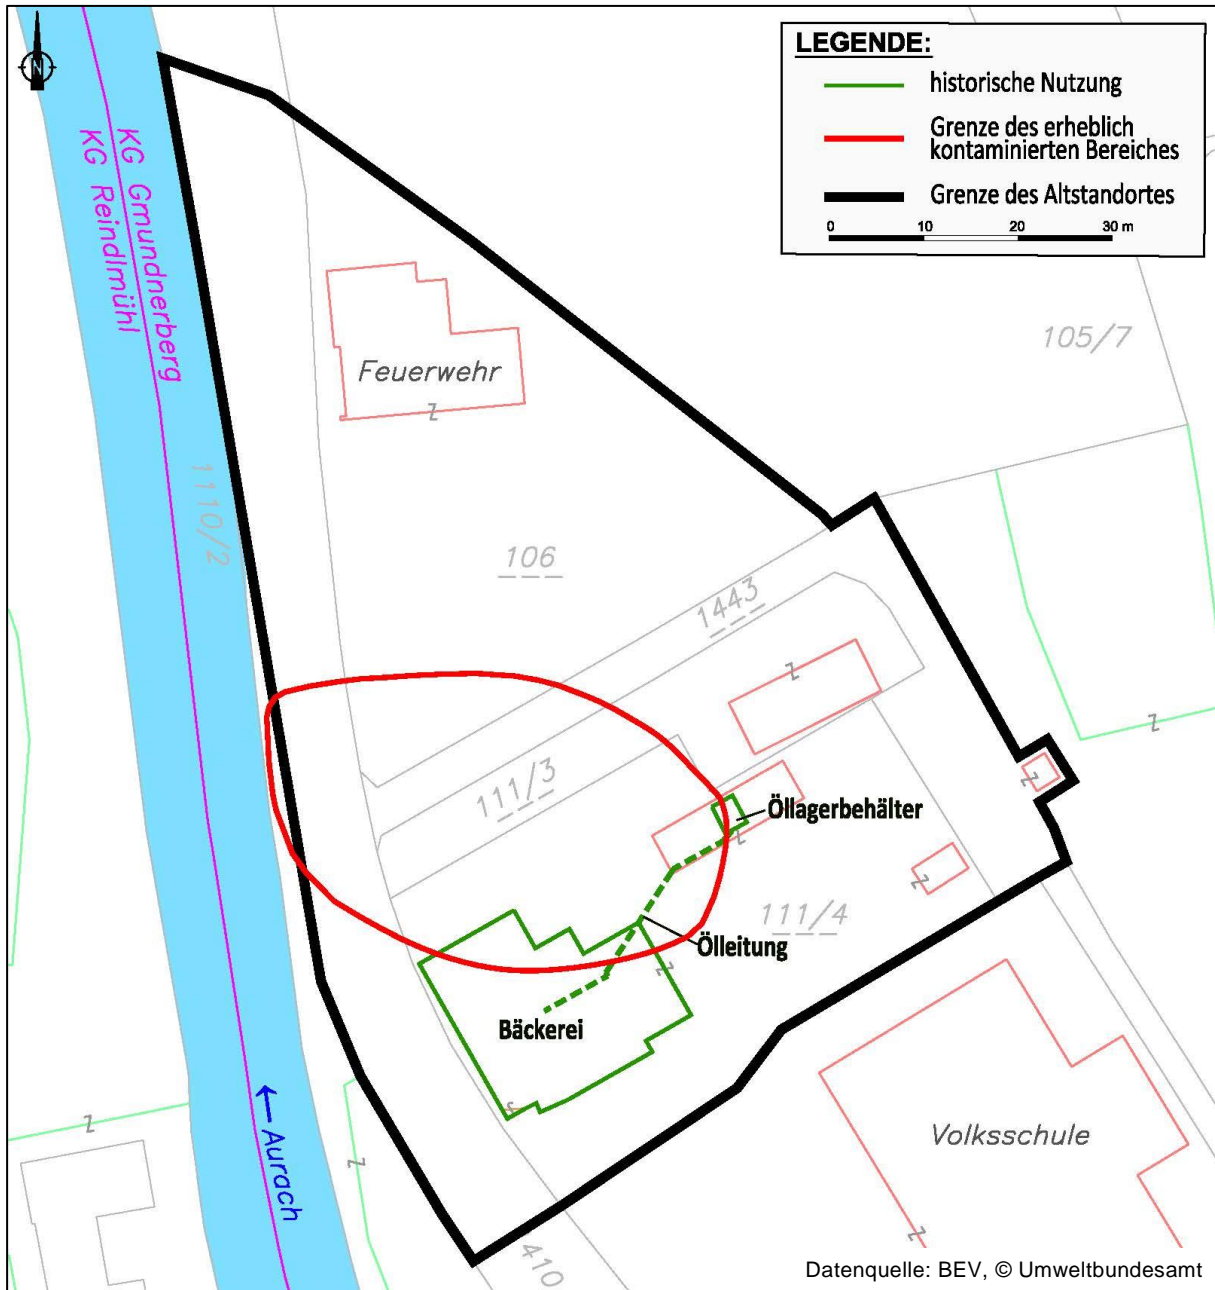 N
LEGENDE:
historische Nutzung
Grenze des erheblich
kontaminierten Bereiches
Grenze des Altstandortes
0 10 20 30 m
KG Gmundnerberg
KG Reindlmühl
105/7
Feuerwehr
1110/2
106
1443
111/3
Öllagerbehälter
111/4
Ölleitung
Bäckerei
Aurach
Volksschule
410
Datenquelle: BEV, © Umweltbundesamt